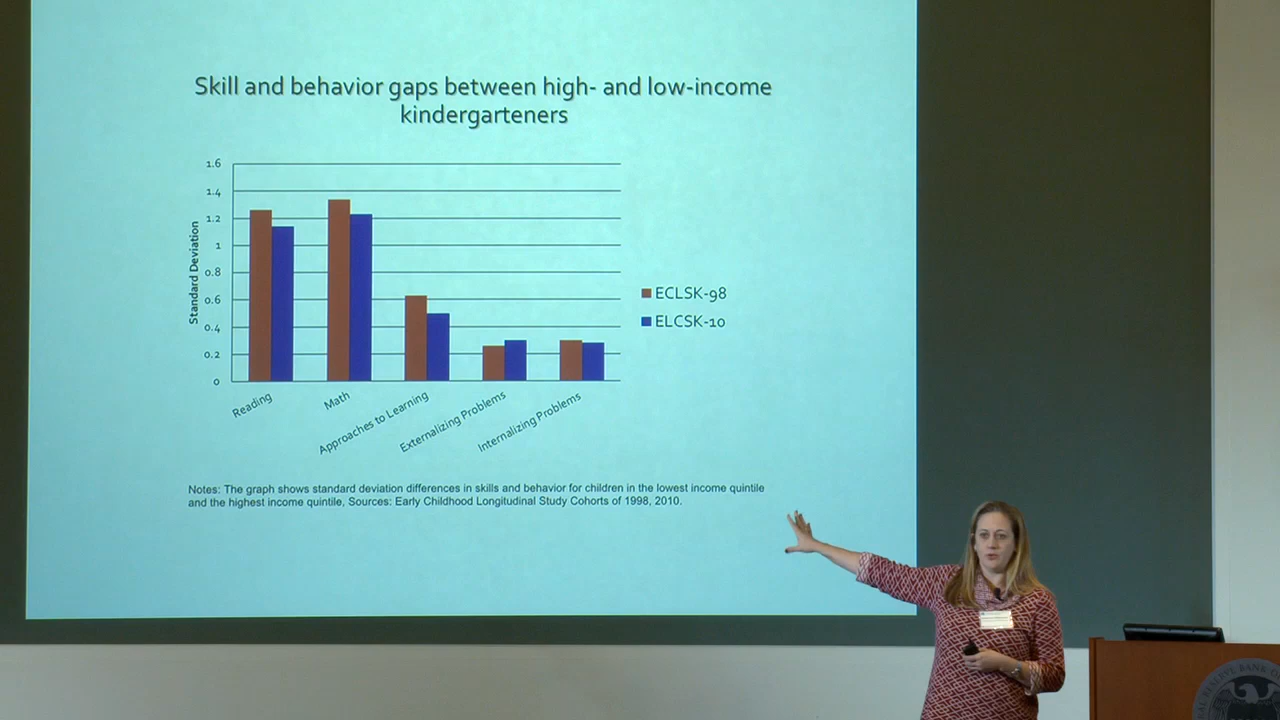 Skill and behavior gaps between high- and low-income
kindergarteners
1.6
1.4
1.2
1
0.8
0.6
0.4
0.2
0
Standard Deviation
Reading
Math
Approaches to Learning
Externalizing Problems
Internalizing Problems
ECLSK-98
ELCSK-10
Notes: The graph shows standard deviation differences in skills and behavior for children in the lowest income quintile
and the highest income quintile, Sources: Early Childhood Longitudinal Study Cohorts of 1998, 2010.
RESERVE BANK